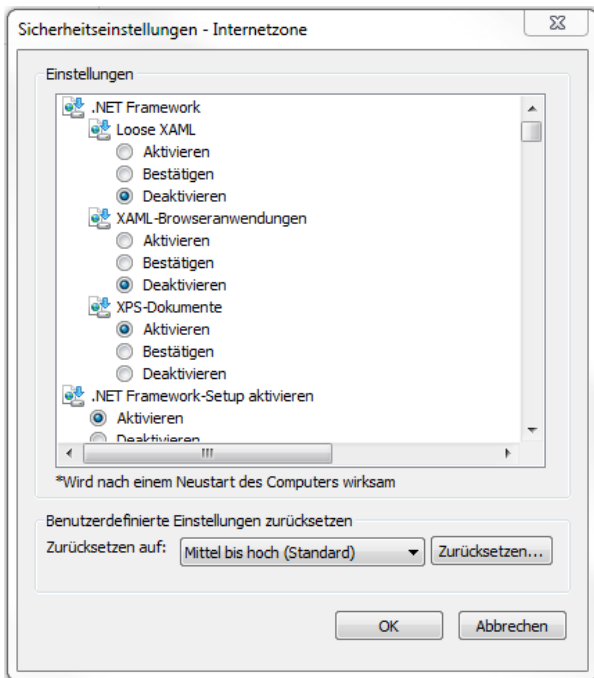 Sicherheitseinstellungen - Internetzone
Einstellungen
.NET Framework
Loose XAML
Aktivieren
Bestätigen
Deaktivieren
XAML-Browseranwendungen
Aktivieren
Bestätigen
Deaktivieren
XPS-Dokumente
Aktivieren
Bestätigen
Deaktivieren
.NET Framework-Setup aktivieren
Aktivieren
Deaktivieren
*Wird nach einem Neustart des Computers wirksam
Benutzerdefinierte Einstellungen zurücksetzen
Zurücksetzen auf: Mittel bis hoch (Standard) Zurücksetzen...
OK Abbrechen